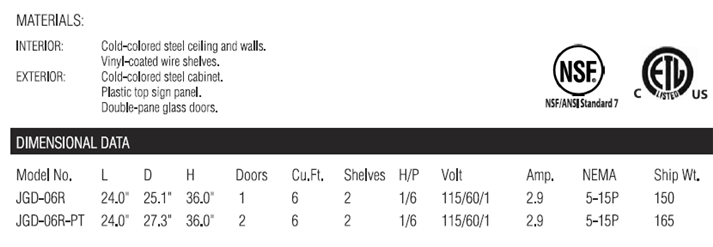 MATERIALS:
INTERIOR: Cold-colored steel ceiling and walls.
Vinyl-coated wire shelves.
EXTERIOR: Cold-colored steel cabinet.
Plastic top sign panel.
Double-pane glass doors.
NSF.
NSF/ANSI Standard 7
ETL
LISTED
C US
DIMENSIONAL DATA
Model No. L D H Doors Cu.Ft. Shelves H/P Volt Amp. NEMA Ship Wt.
JGD-06R 24.0" 25.1" 36.0" 1 6 2 1/6 115/60/1 2.9 5-15P 150
JGD-06R-PT 24.0" 27.3" 36.0" 2 6 2 1/6 115/60/1 2.9 5-15P 165